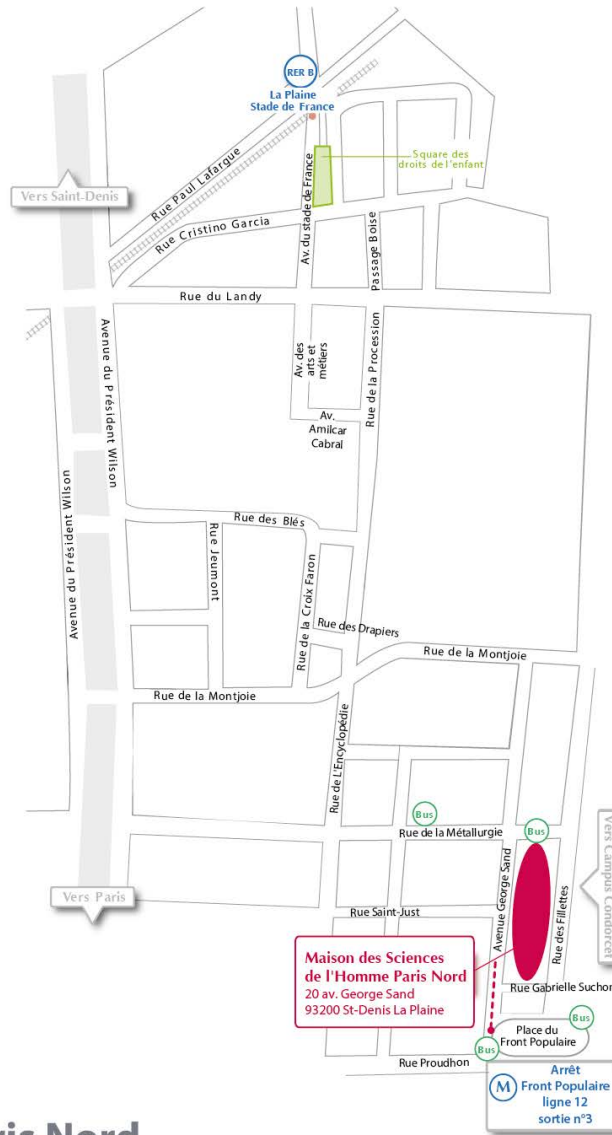 RER B
La Plaine
Stade de France
Square des
droits de l'enfant
Rue Paul Lafargue
Vers Saint-Denis
Rue Cristino Garcia
Av. du stade de France
Passage Boise
Rue du Landy
Avenue du Président Wilson
Av. des
arts et
métiers
Rue de la Procession
Av.
Amilcar
Cabral
Avenue du Président Wilson
Rue des Blés
Rue Jeumont
Rue de la Croix Faron
Rue des Drapiers
Rue de la Montjoie
Rue de la Montjoie
Rue de L'Encyclopédie
Bus
Rue de la Métallurgie
Bus
Vers Campus Condorcet
Vers Paris
Avenue George Sand
Rue des Fillettes
Rue Saint-Just
Maison des Sciences
de l'Homme Paris Nord
20 av. George Sand
93200 St-Denis La Plaine
Rue Gabrielle Suchon
Bus
Place du
Front Populaire
Bus
Rue Proudhon
M
Arrêt
Front Populaire
ligne 12
sortie n°3
ris Nord